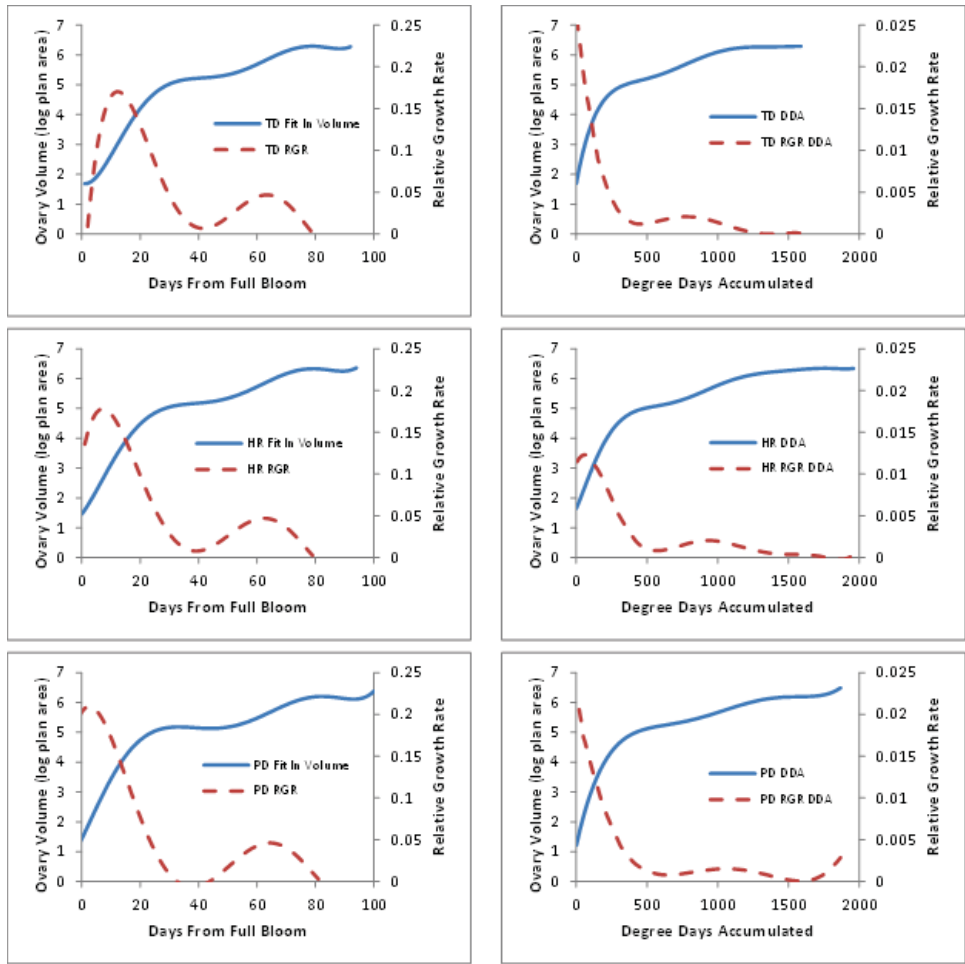 Ovary Volume (log plan area)
7
6
5
4
3
2
1
0
0 20 40 60 80 100
Days From Full Bloom
0.25
0.2
0.15
0.1
0.05
0
Relative Growth Rate
TD Fit ln Volume
TD RGR
Ovary Volume (log plan area)
7
6
5
4
3
2
1
0
0 500 1000 1500 2000
Degree Days Accumulated
0.025
0.02
0.015
0.01
0.005
0
Relative Growth Rate
TD DDA
TD RGR DDA
Ovary Volume (log plan area)
7
6
5
4
3
2
1
0
0 20 40 60 80 100
Days From Full Bloom
0.25
0.2
0.15
0.1
0.05
0
Relative Growth Rate
HR Fit ln Volume
HR RGR
Ovary Volume (log plan area)
7
6
5
4
3
2
1
0
0 500 1000 1500 2000
Degree Days Accumulated
0.025
0.02
0.015
0.01
0.005
0
Relative Growth Rate
HR DDA
HR RGR DDA
Ovary Volume (log plan area)
7
6
5
4
3
2
1
0
0 20 40 60 80 100
Days From Full Bloom
0.25
0.2
0.15
0.1
0.05
0
Relative Growth Rate
PD Fit ln Volume
PD RGR
Ovary Volume (log plan area)
7
6
5
4
3
2
1
0
0 500 1000 1500 2000
Degree Days Accumulated
0.025
0.02
0.015
0.01
0.005
0
Relative Growth Rate
PD DDA
PD RGR DDA